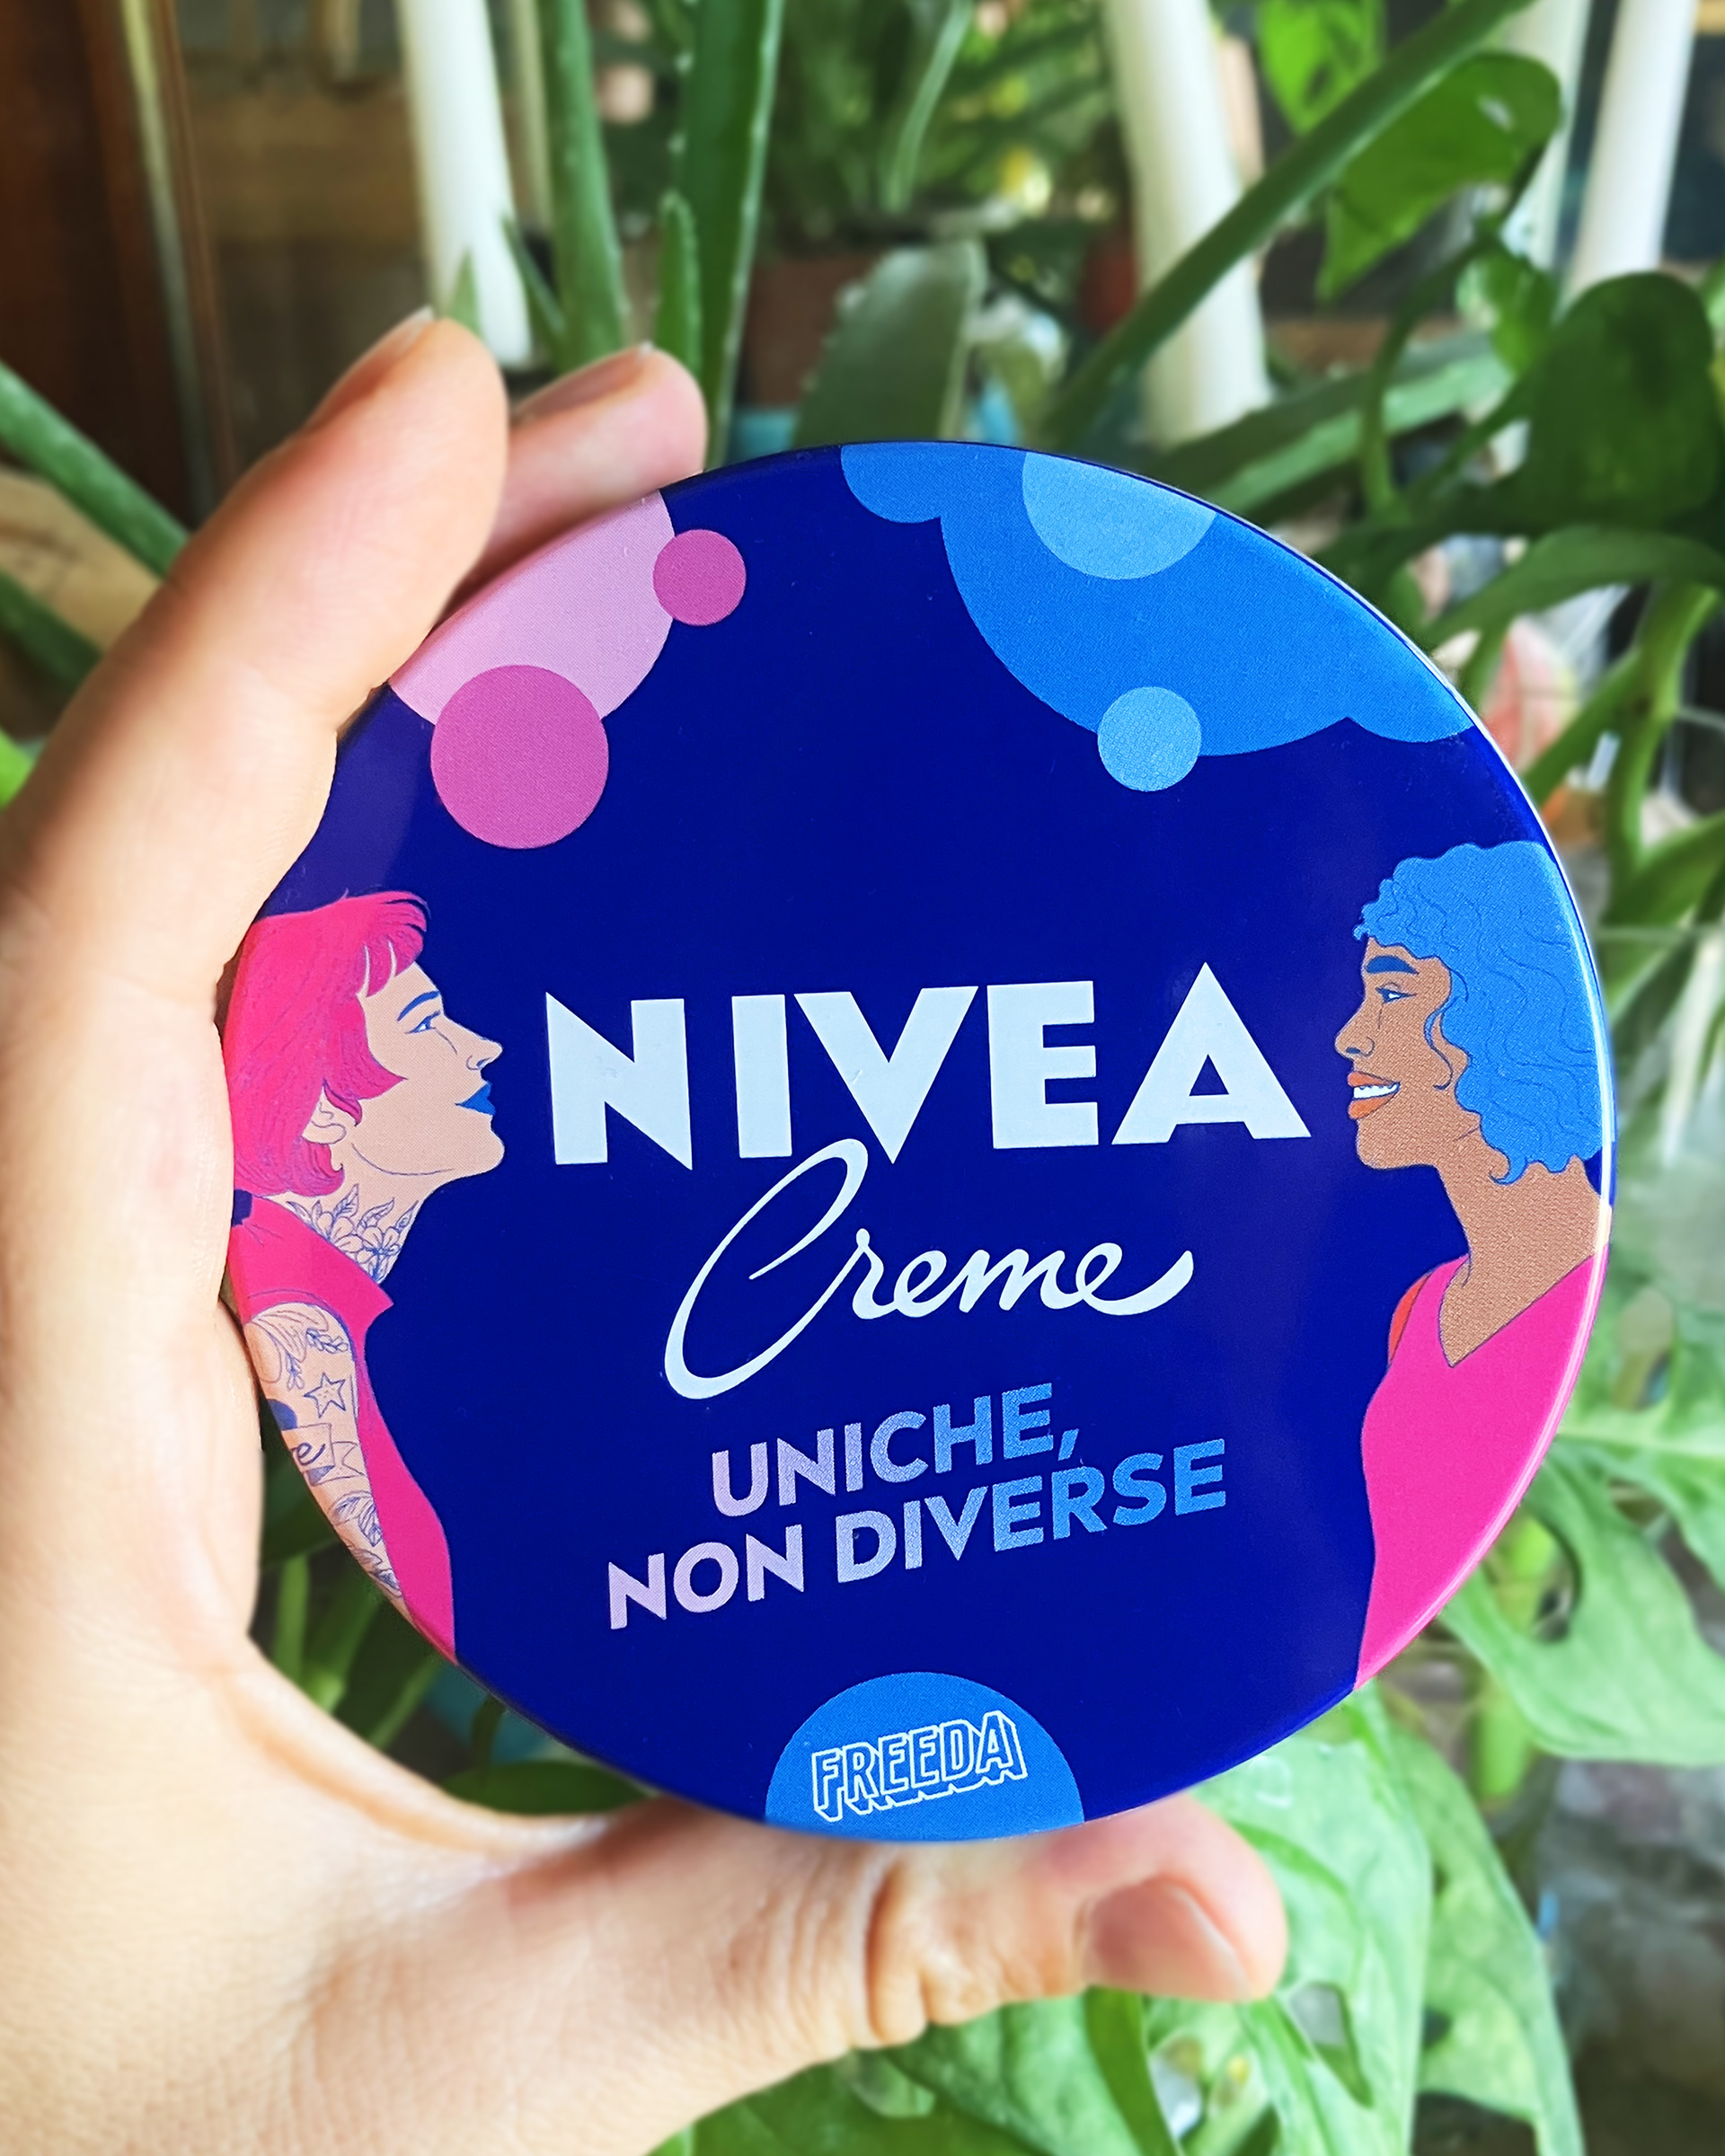 NIVEA
Creme
UNICHE,
NON DIVERSE
FREEDA